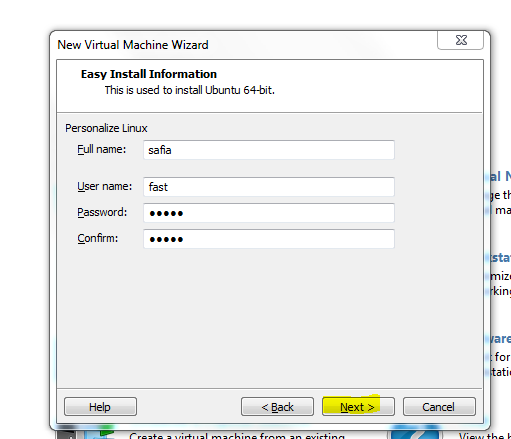 New Virtual Machine Wizard
Easy Install Information
This is used to install Ubuntu 64-bit.
Personalize Linux
Full name: safia
User name: fast
Password: •••••
Confirm: •••••
Help < Back Next > Cancel
Create a virtual machine from an existing
View the